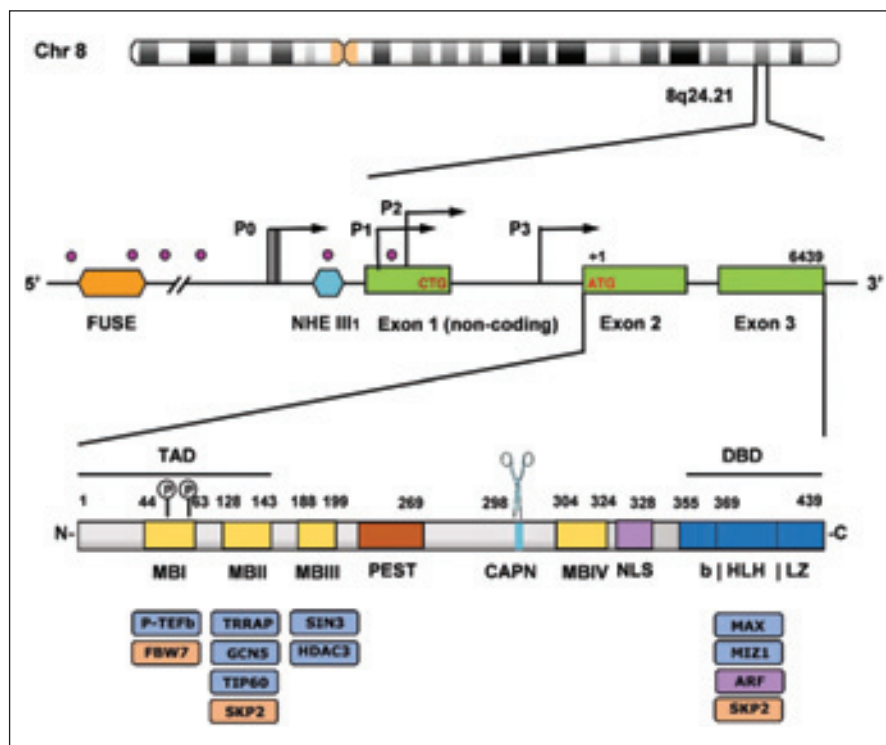 Chr 8
8q24.21
P0 P1 P2 P3
+1 6439
5' CTG ATG 3'
FUSE NHE III1 Exon 1 (non-coding) Exon 2 Exon 3
TAD DBD
1 44 P P 63 128 143 188 199 269 298 304 324 328 355 369 439
N- -C
MBI MBII MBIII PEST CAPN MBIV NLS b | HLH | LZ
P-TEFb TRRAP SIN3 MAX
FBW7 GCN5 HDAC3 MIZ1
TIP60 ARF
SKP2 SKP2